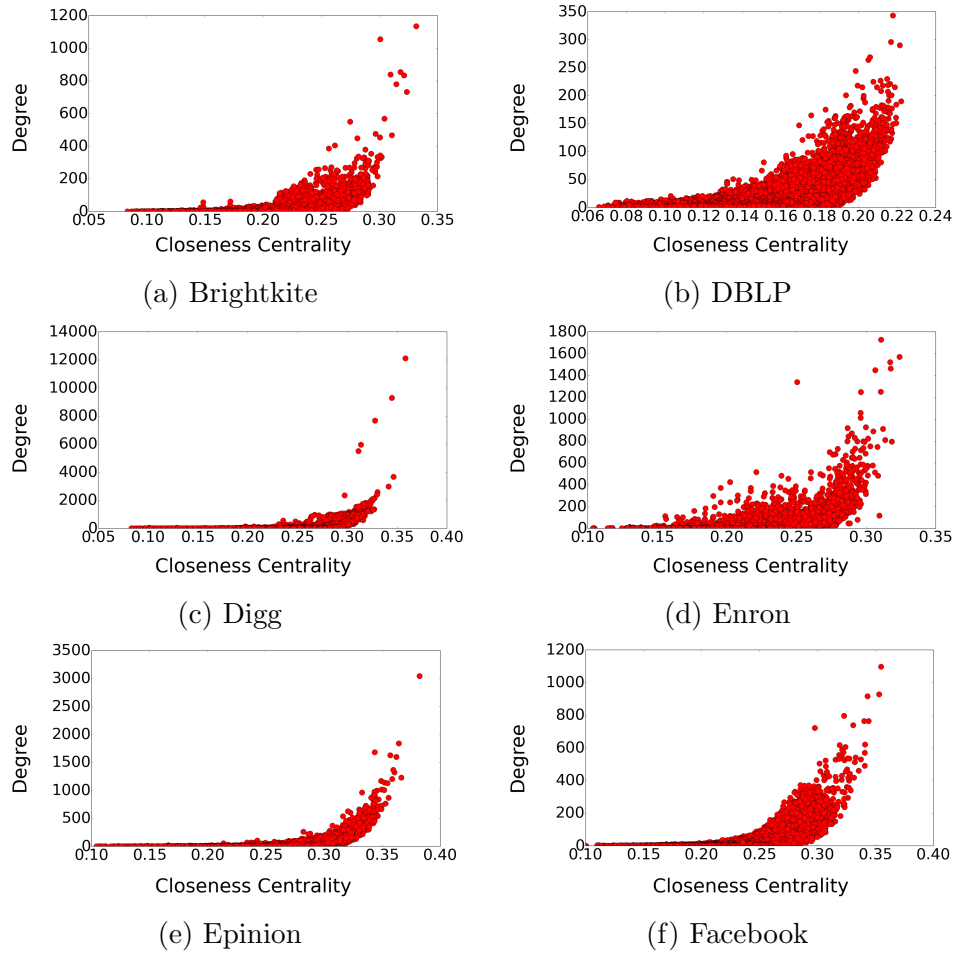 1200
1000
800
600
400
200
0
Degree
0.05 0.10 0.15 0.20 0.25 0.30 0.35
Closeness Centrality
(a) Brightkite
350
300
250
200
150
100
50
0
Degree
0.06 0.08 0.10 0.12 0.14 0.16 0.18 0.20 0.22 0.24
Closeness Centrality
(b) DBLP
14000
12000
10000
8000
6000
4000
2000
0
Degree
0.05 0.10 0.15 0.20 0.25 0.30 0.35 0.40
Closeness Centrality
(c) Digg
1800
1600
1400
1200
1000
800
600
400
200
0
Degree
0.10 0.15 0.20 0.25 0.30 0.35
Closeness Centrality
(d) Enron
3500
3000
2500
2000
1500
1000
500
0
Degree
0.10 0.15 0.20 0.25 0.30 0.35 0.40
Closeness Centrality
(e) Epinion
1200
1000
800
600
400
200
0
Degree
0.10 0.15 0.20 0.25 0.30 0.35 0.40
Closeness Centrality
(f) Facebook